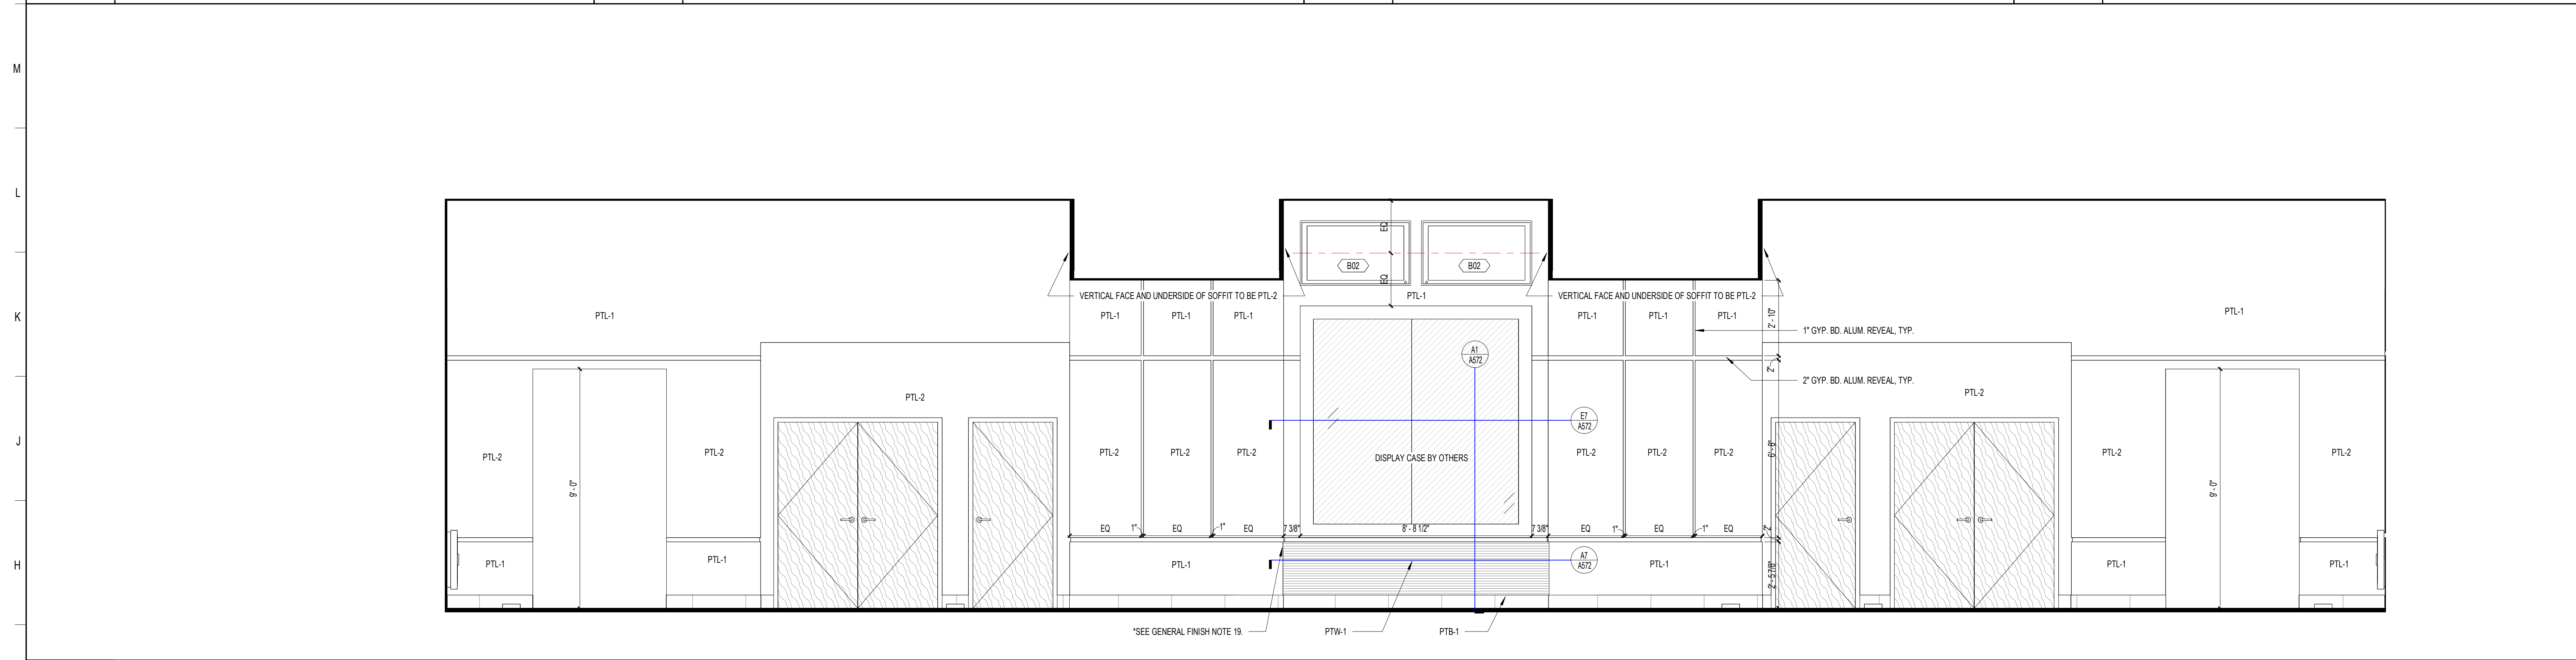 M
L
EQ
B02
B02
EQ
VERTICAL FACE AND UNDERSIDE OF SOFFIT TO BE PTL-2
PTL-1
VERTICAL FACE AND UNDERSIDE OF SOFFIT TO BE PTL-2
K
PTL-1
PTL-1
PTL-1
PTL-1
PTL-1
PTL-1
PTL-1
2' - 10"
PTL-1
1" GYP. BD. ALUM. REVEAL, TYP.
A1
A572
2"
2" GYP. BD. ALUM. REVEAL, TYP.
PTL-2
PTL-2
E7
A572
J
PTL-2
PTL-2
PTL-2
PTL-2
PTL-2
DISPLAY CASE BY OTHERS
PTL-2
PTL-2
PTL-2
6' - 8"
PTL-2
PTL-2
9' - 0"
9' - 0"
EQ
1"
EQ
1"
EQ
7 3/8"
8' - 8 1/2"
7 3/8"
EQ
1"
EQ
1"
EQ
2"
H
PTL-1
PTL-1
PTL-1
A7
A572
PTL-1
2' - 5 7/8"
PTL-1
PTL-1
*SEE GENERAL FINISH NOTE 19.
PTW-1
PTB-1